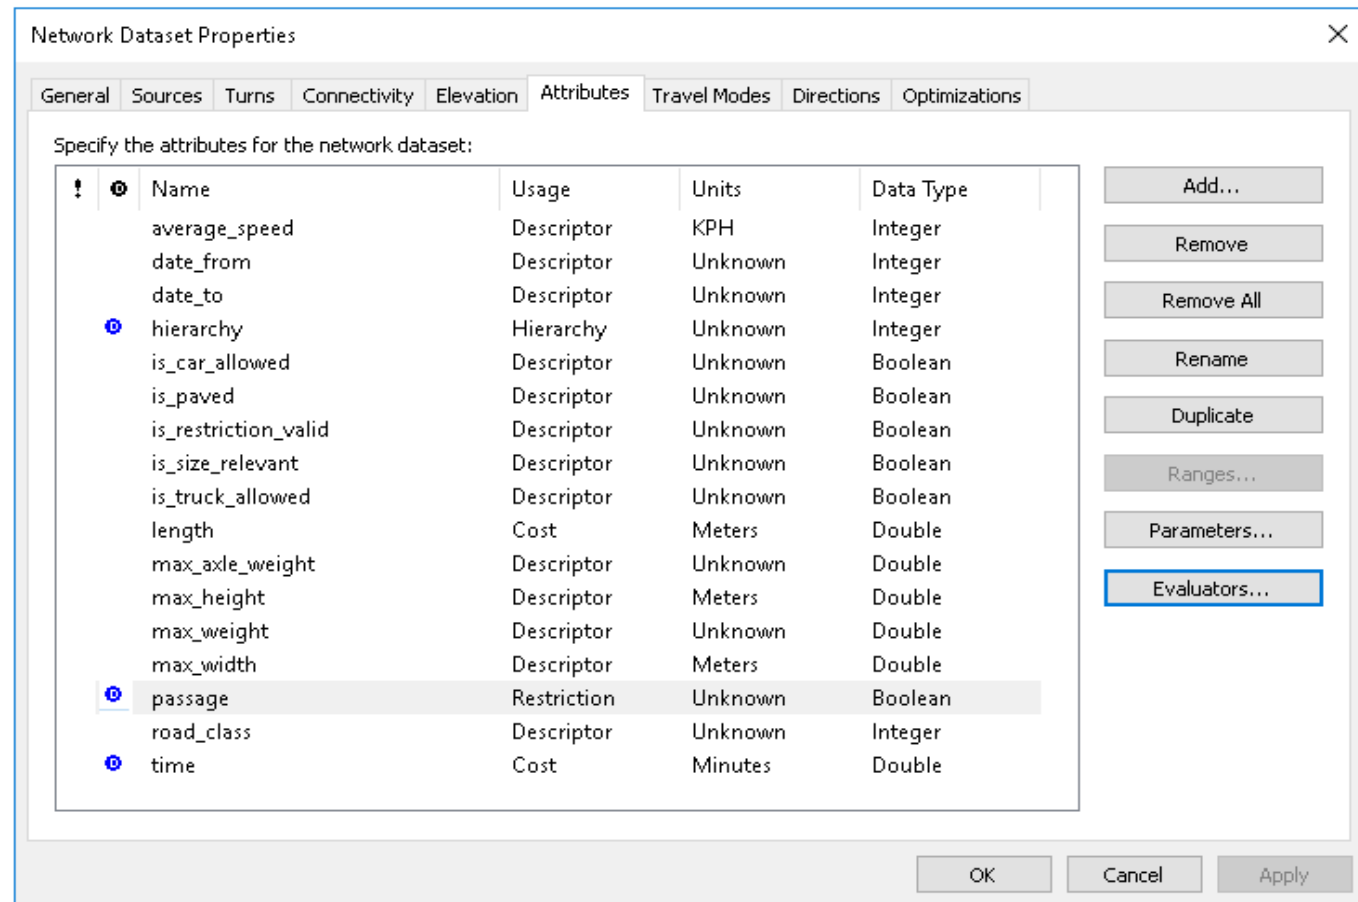 Network Dataset Properties
General Sources Turns Connectivity Elevation Attributes Travel Modes Directions Optimizations
Specify the attributes for the network dataset:
! D Name Usage Units Data Type
average_speed Descriptor KPH Integer
date_from Descriptor Unknown Integer
date_to Descriptor Unknown Integer
D hierarchy Hierarchy Unknown Integer
is_car_allowed Descriptor Unknown Boolean
is_paved Descriptor Unknown Boolean
is_restriction_valid Descriptor Unknown Boolean
is_size_relevant Descriptor Unknown Boolean
is_truck_allowed Descriptor Unknown Boolean
length Cost Meters Double
max_axle_weight Descriptor Unknown Double
max_height Descriptor Meters Double
max_weight Descriptor Unknown Double
max_width Descriptor Meters Double
D passage Restriction Unknown Boolean
road_class Descriptor Unknown Integer
D time Cost Minutes Double
Add...
Remove
Remove All
Rename
Duplicate
Ranges...
Parameters...
Evaluators...
OK Cancel Apply